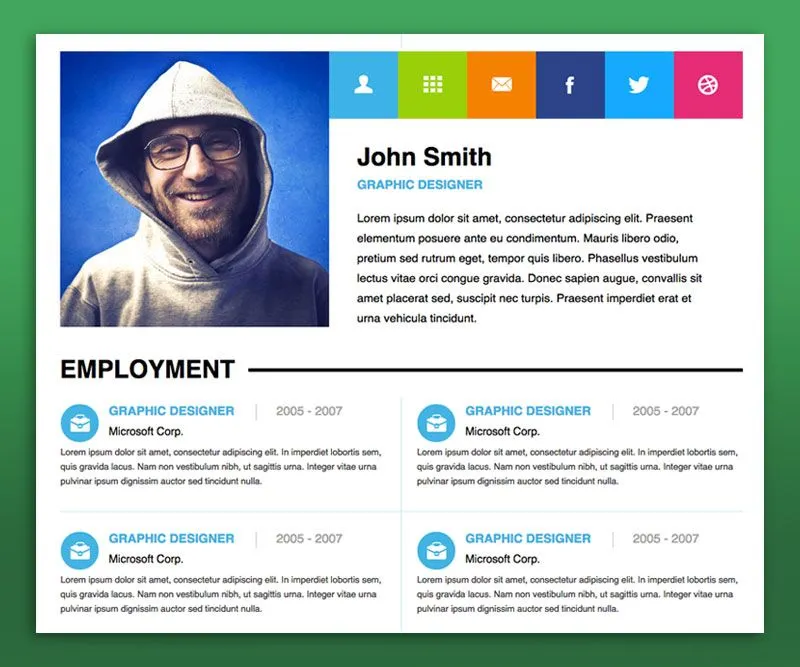 John Smith
GRAPHIC DESIGNER
Lorem ipsum dolor sit amet, consectetur adipiscing elit. Praesent
elementum posuere ante eu condimentum. Mauris libero odio,
pretium sed rutrum eget, tempor quis libero. Phasellus vestibulum
lectus vitae orci congue gravida. Donec sapien augue, convallis sit
amet placerat sed, suscipit nec turpis. Praesent imperdiet erat et
urna vehicula tincidunt.
EMPLOYMENT
GRAPHIC DESIGNER | 2005 - 2007
Microsoft Corp.
Lorem ipsum dolor sit amet, consectetur adipiscing elit. In imperdiet lobortis sem,
quis gravida lacus. Nam non vestibulum nibh, ut sagittis urna. Integer vitae urna
pulvinar ipsum dignissim auctor sed tincidunt nulla.
GRAPHIC DESIGNER | 2005 - 2007
Microsoft Corp.
Lorem ipsum dolor sit amet, consectetur adipiscing elit. In imperdiet lobortis sem,
quis gravida lacus. Nam non vestibulum nibh, ut sagittis urna. Integer vitae urna
pulvinar ipsum dignissim auctor sed tincidunt nulla.
GRAPHIC DESIGNER | 2005 - 2007
Microsoft Corp.
Lorem ipsum dolor sit amet, consectetur adipiscing elit. In imperdiet lobortis sem,
quis gravida lacus. Nam non vestibulum nibh, ut sagittis urna. Integer vitae urna
pulvinar ipsum dignissim auctor sed tincidunt nulla.
GRAPHIC DESIGNER | 2005 - 2007
Microsoft Corp.
Lorem ipsum dolor sit amet, consectetur adipiscing elit. In imperdiet lobortis sem,
quis gravida lacus. Nam non vestibulum nibh, ut sagittis urna. Integer vitae urna
pulvinar ipsum dignissim auctor sed tincidunt nulla.